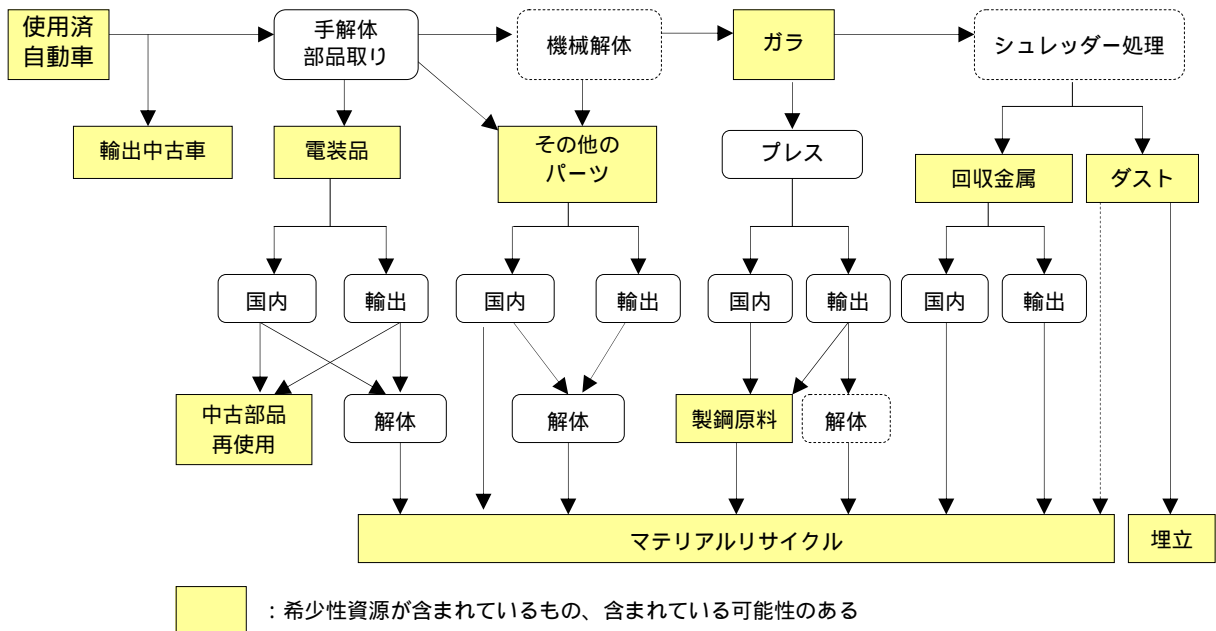 使用済
自動車
手解体
部品取り
機械解体
ガラ
シュレッダー処理
輸出中古車
電装品
その他の
パーツ
プレス
回収金属
ダスト
国内
輸出
国内
輸出
国内
輸出
国内
輸出
中古部品
再使用
解体
解体
製鋼原料
解体
マテリアルリサイクル
埋立
：希少性資源が含まれているもの、含まれている可能性のある